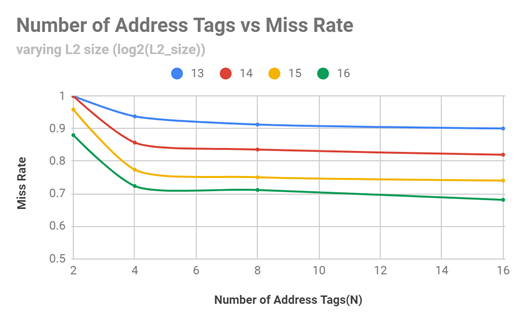 Number of Address Tags vs Miss Rate
varying L2 size (log2(L2_size))
13 14 15 16
1
0.9
0.8
0.7
0.6
0.5
Miss Rate
2 4 6 8 10 12 14 16
Number of Address Tags(N)